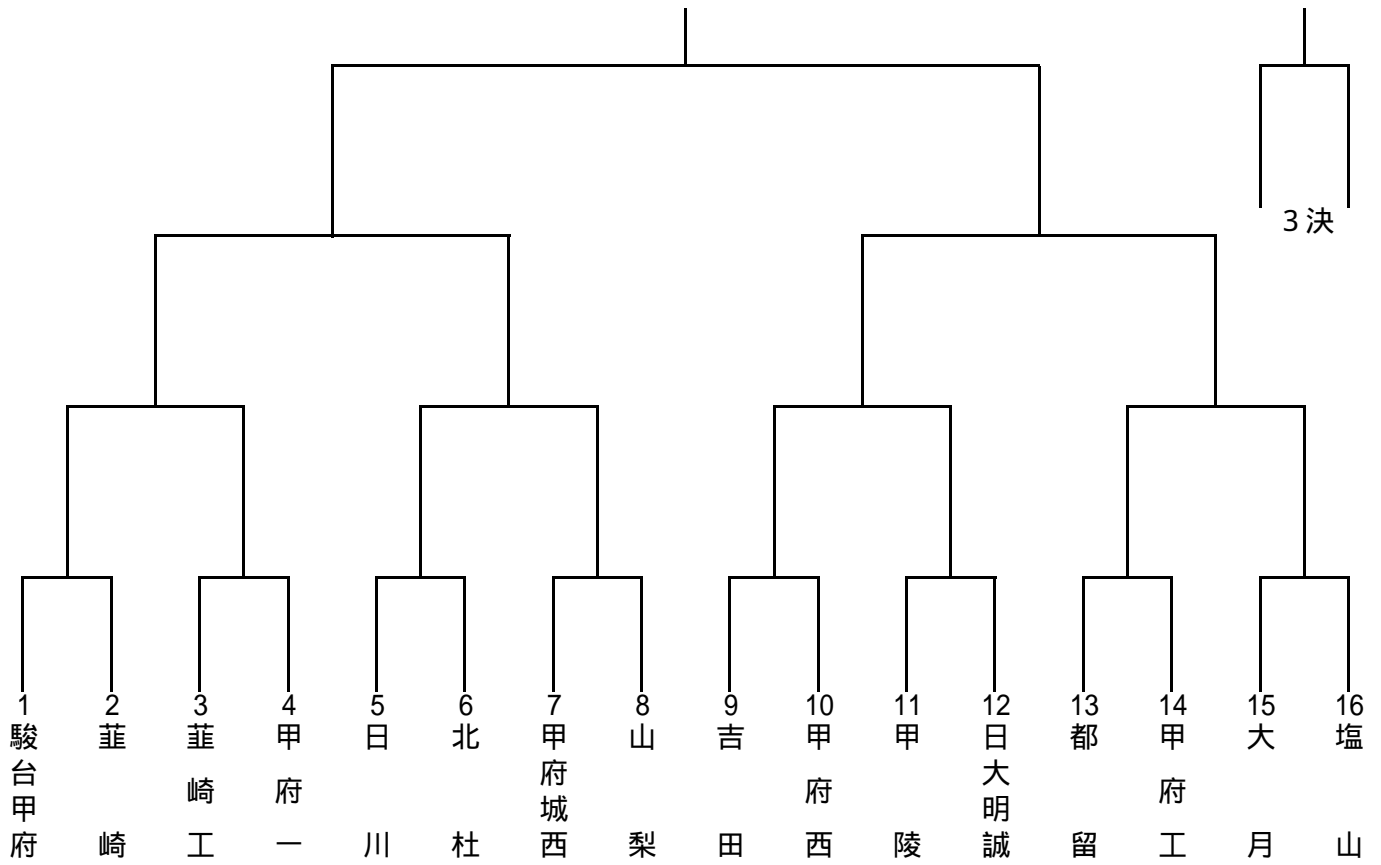 3決
1
駿台甲府
2
韮崎
3
韮崎工
4
甲府一
5
日川
6
北杜
7
甲府城西
8
山梨
9
吉田
10
甲府西
11
甲陵
12
日大明誠
13
都留
14
甲府工
15
大月
16
塩山